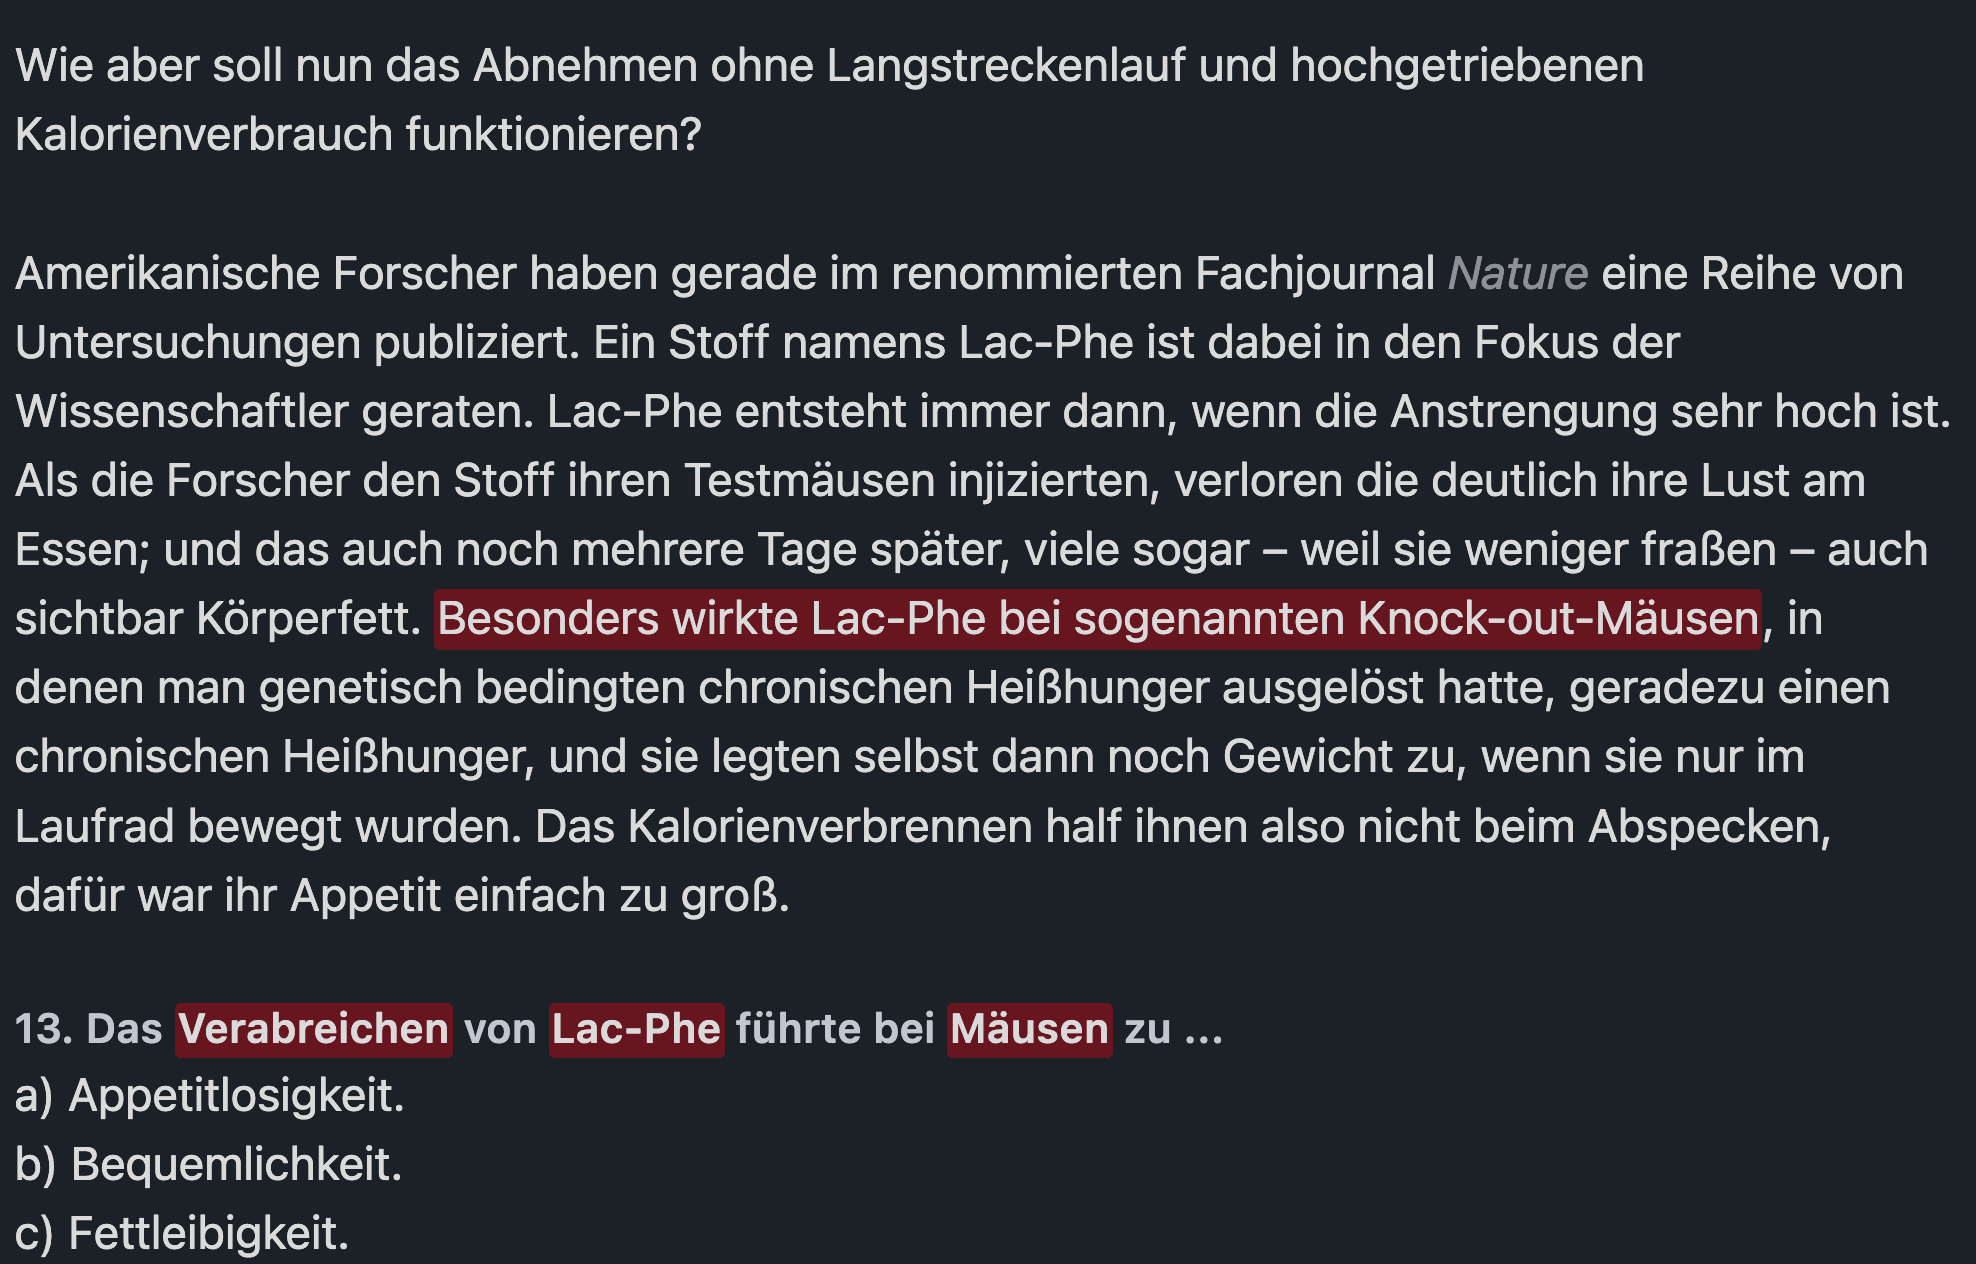 Wie aber soll nun das Abnehmen ohne Langstreckenlauf und hochgetriebenen
Kalorienverbrauch funktionieren?
Amerikanische Forscher haben gerade im renommierten Fachjournal Nature eine Reihe von
Untersuchungen publiziert. Ein Stoff namens Lac-Phe ist dabei in den Fokus der
Wissenschaftler geraten. Lac-Phe entsteht immer dann, wenn die Anstrengung sehr hoch ist.
Als die Forscher den Stoff ihren Testmäusen injizierten, verloren die deutlich ihre Lust am
Essen; und das auch noch mehrere Tage später, viele sogar – weil sie weniger fraßen – auch
sichtbar Körperfett. Besonders wirkte Lac-Phe bei sogenannten Knock-out-Mäusen, in
denen man genetisch bedingten chronischen Heißhunger ausgelöst hatte, geradezu einen
chronischen Heißhunger, und sie legten selbst dann noch Gewicht zu, wenn sie nur im
Laufrad bewegt wurden. Das Kalorienverbrennen half ihnen also nicht beim Abspecken,
dafür war ihr Appetit einfach zu groß.
13. Das Verabreichen von Lac-Phe führte bei Mäusen zu ...
a) Appetitlosigkeit.
b) Bequemlichkeit.
c) Fettleibigkeit.